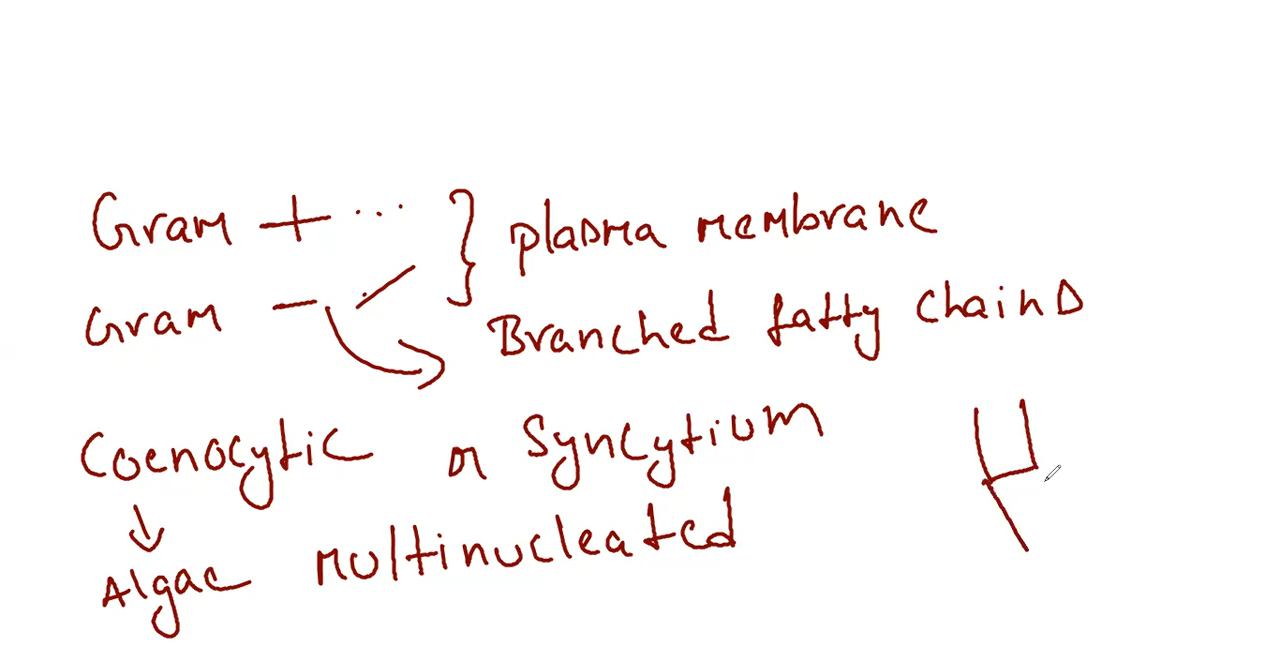 Gram + ... } plasma membrane
Gram -
Branched fatty chains
Coenocytic or Syncytium
Algae multinucleated